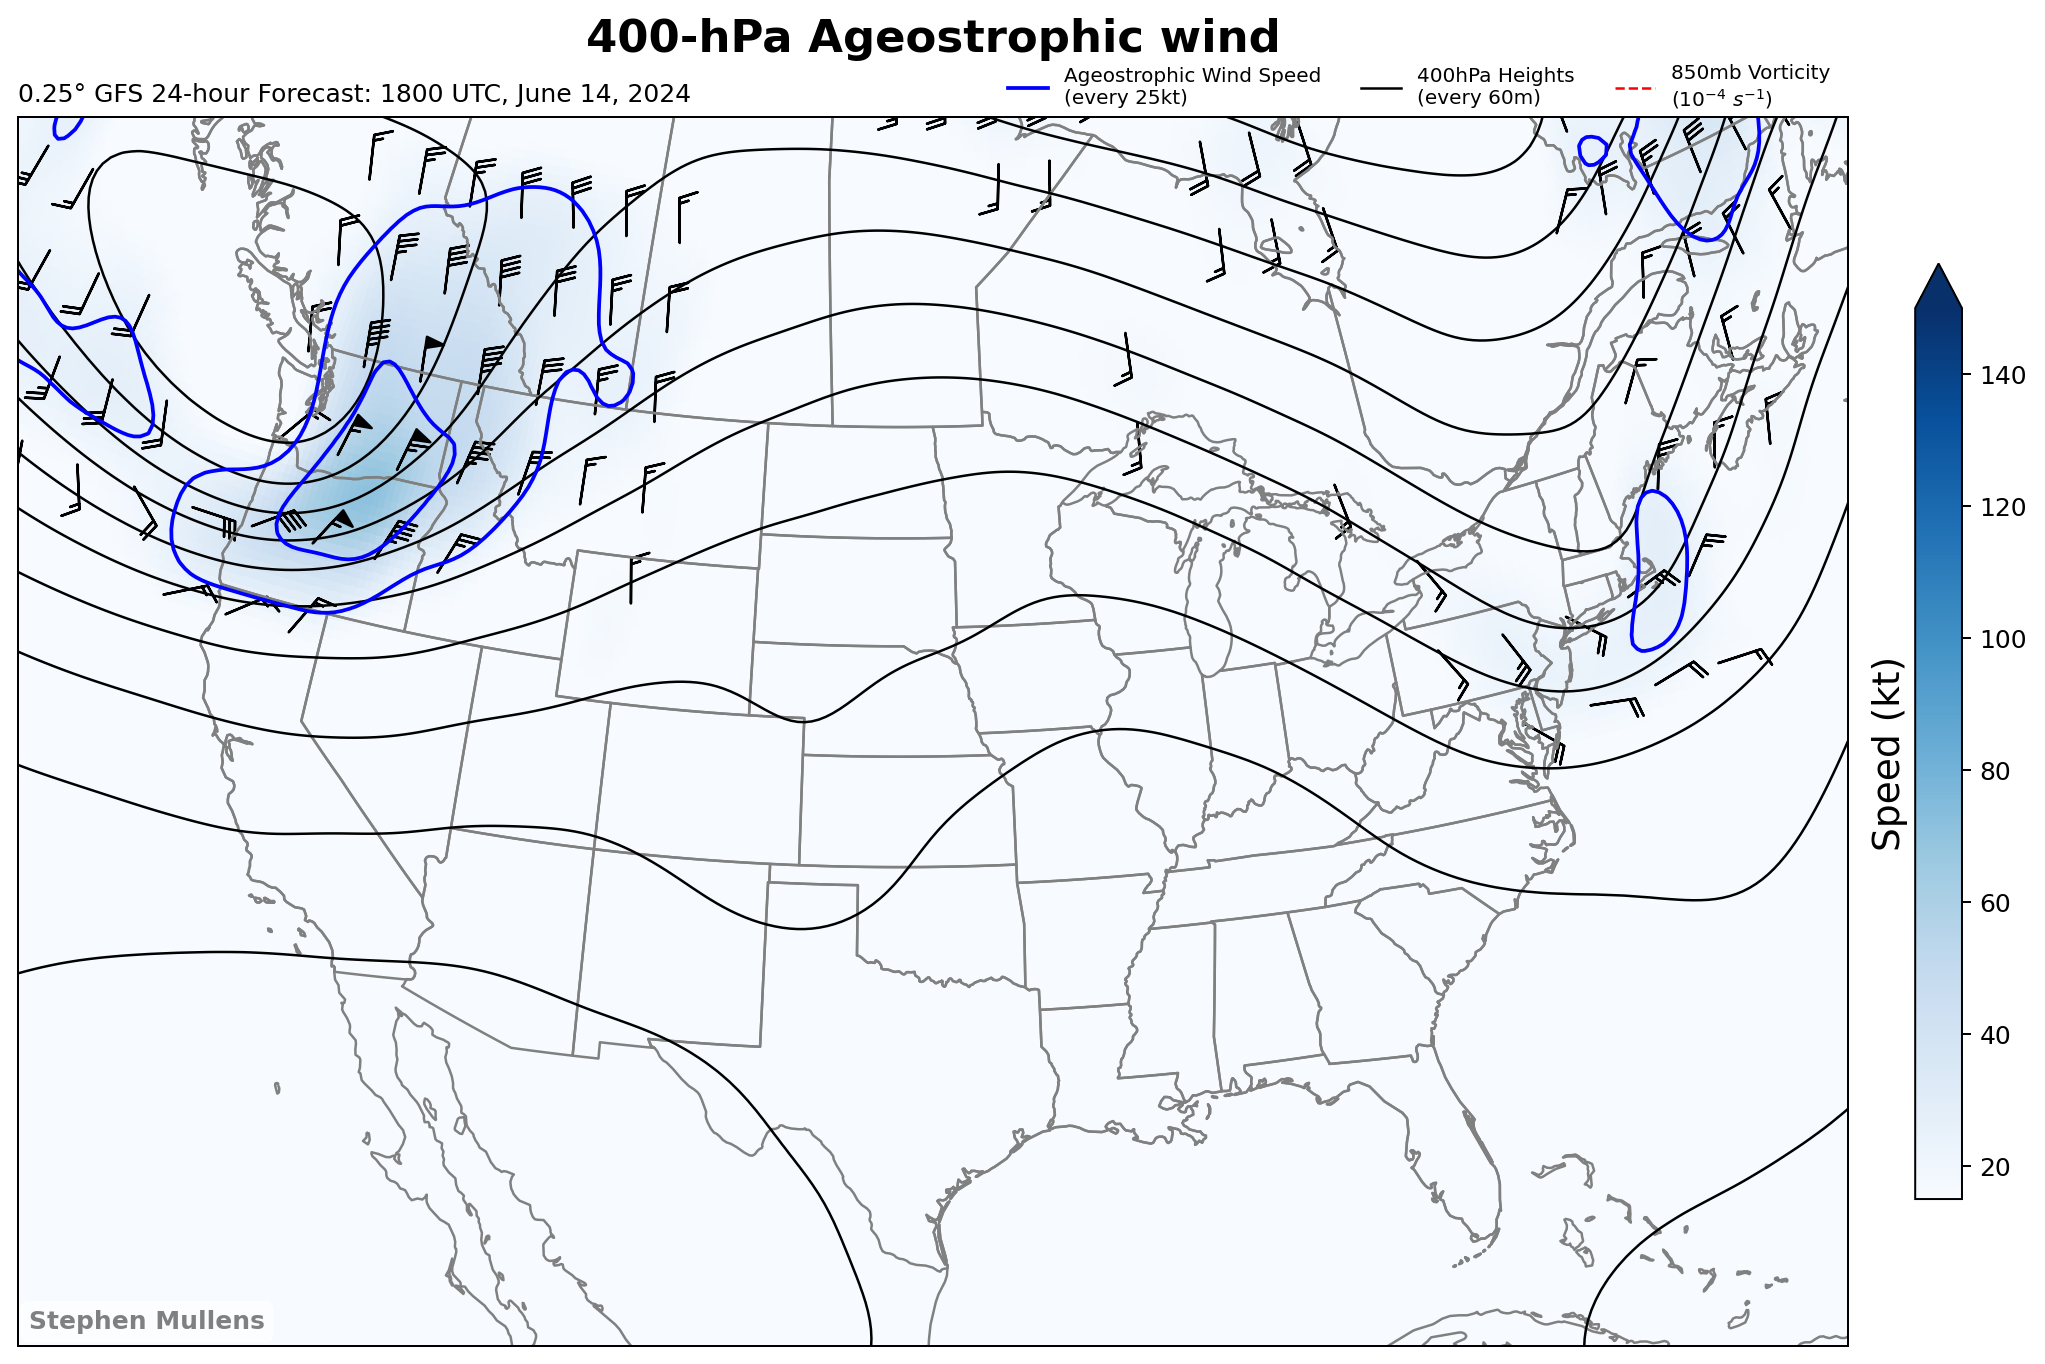 400-hPa Ageostrophic wind
0.25° GFS 24-hour Forecast: 1800 UTC, June 14, 2024
Ageostrophic Wind Speed
(every 25kt)
400hPa Heights
(every 60m)
850mb Vorticity
(10⁻⁴ s⁻¹)
140
120
100
80
60
40
20
Speed (kt)
Stephen Mullens